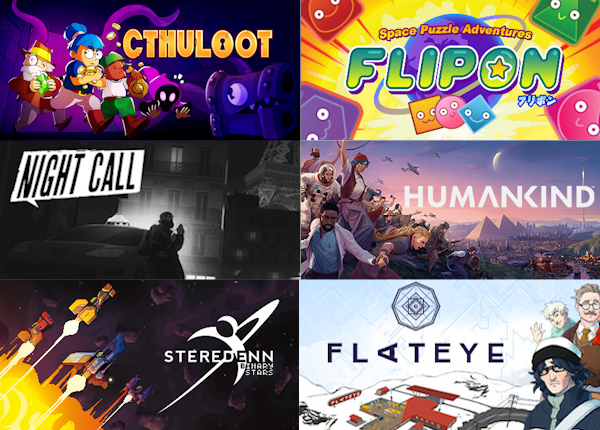 CTHULOOT
Space Puzzle Adventures
FLIPON
フリポン
NIGHT CALL
HUMANKIND
STEREDENN
BINARY
STARS
FLATEYE